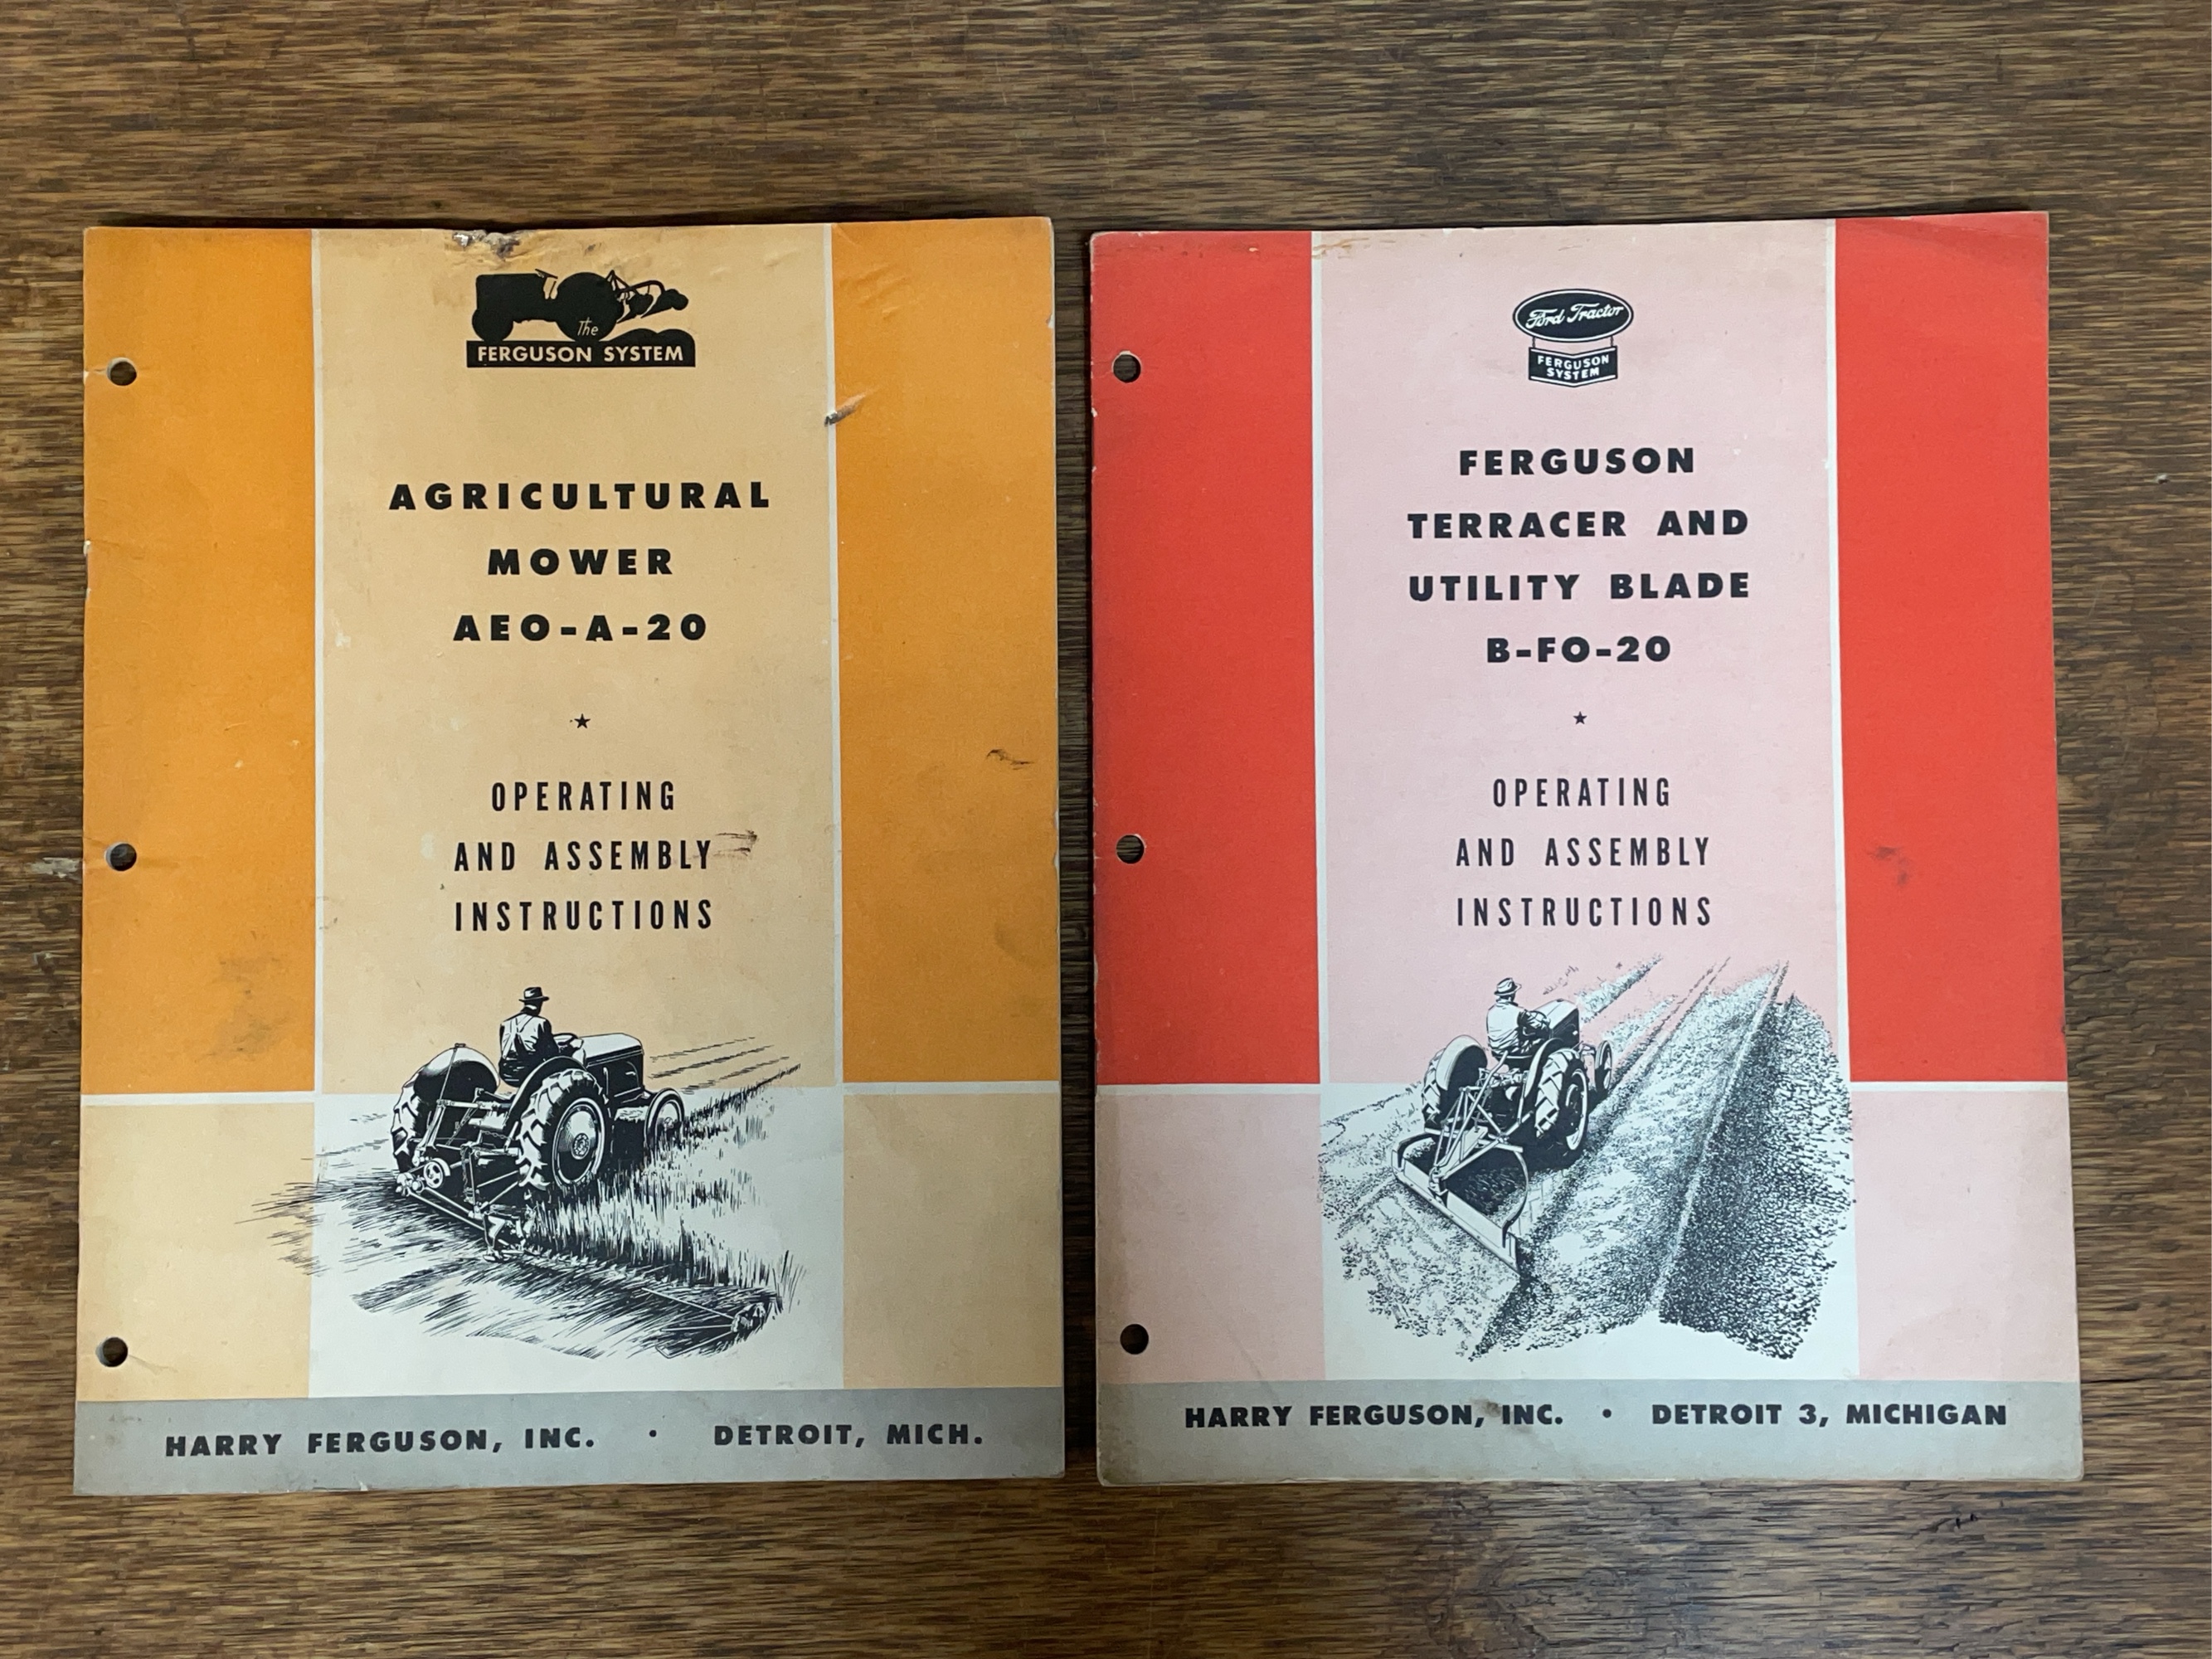 The
FERGUSON SYSTEM
AGRICULTURAL
MOWER
AEO-A-20
★
OPERATING
AND ASSEMBLY
INSTRUCTIONS
HARRY FERGUSON, INC. • DETROIT, MICH.
Ford Tractor
FERGUSON
SYSTEM
FERGUSON
TERRACER AND
UTILITY BLADE
B-FO-20
★
OPERATING
AND ASSEMBLY
INSTRUCTIONS
HARRY FERGUSON, INC. • DETROIT 3, MICHIGAN